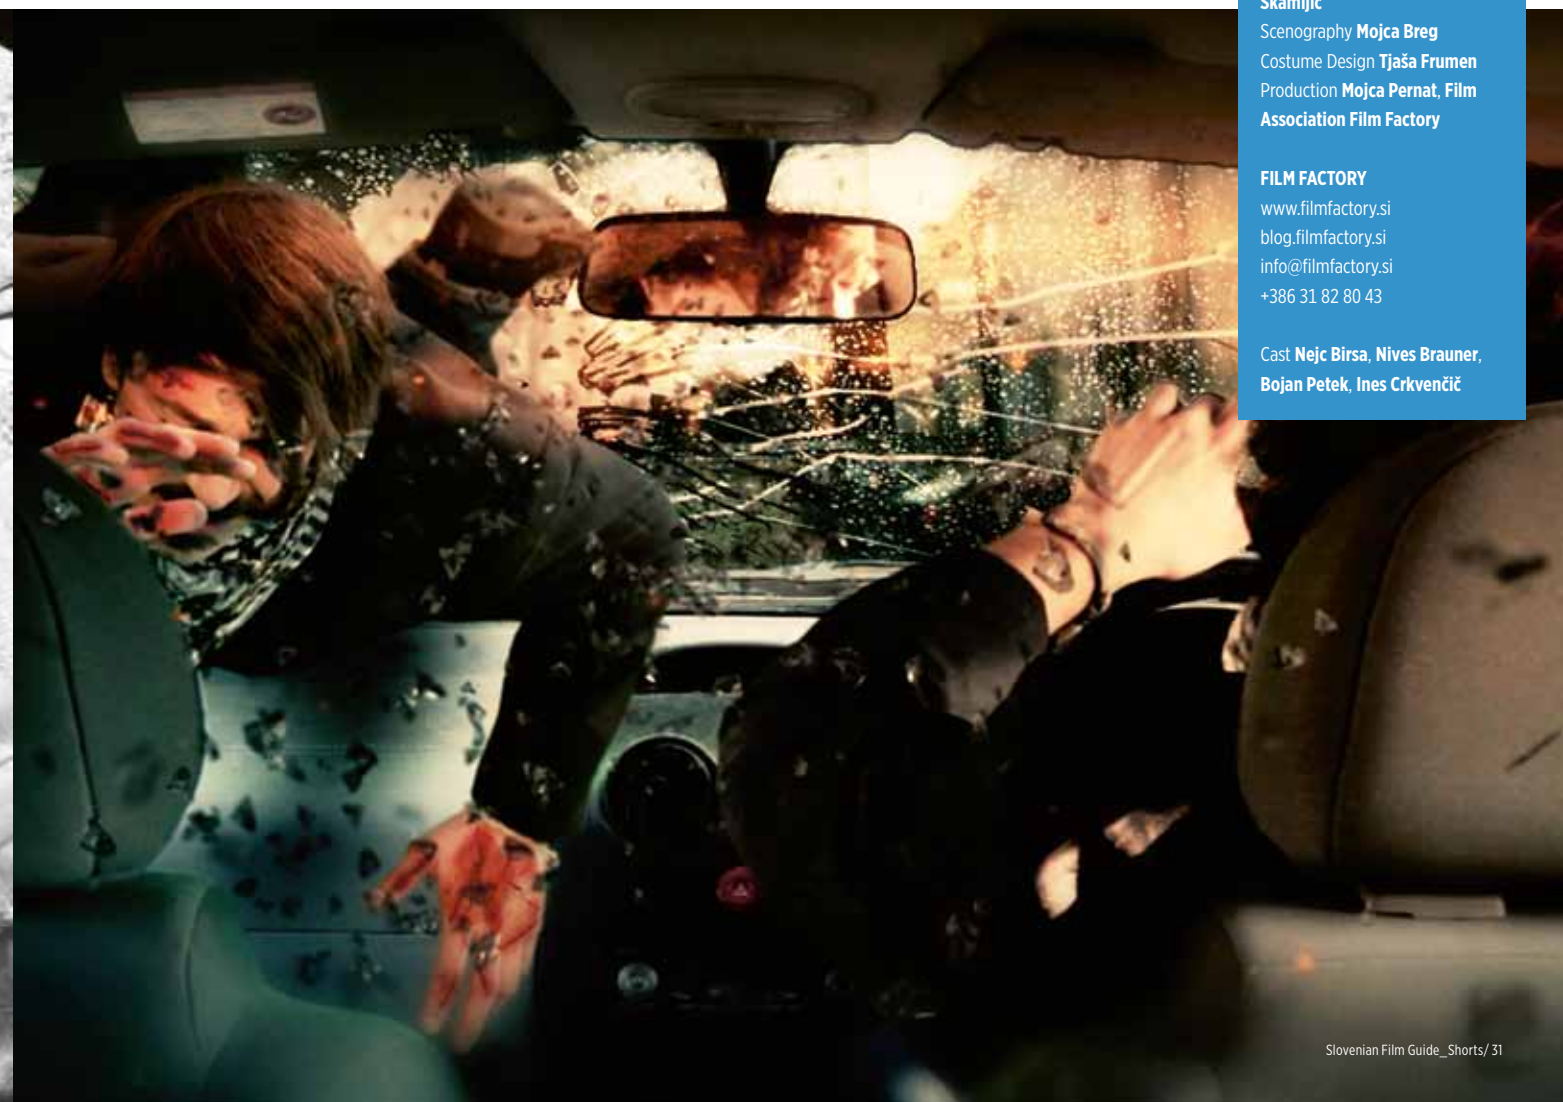 Skamljić
Scenography Mojca Breg
Costume Design Tjaša Frumen
Production Mojca Pernat, Film
Association Film Factory
FILM FACTORY
www.filmfactory.si
blog.filmfactory.si
info@filmfactory.si
+386 31 82 80 43
Cast Nejc Birsa, Nives Brauner,
Bojan Petek, Ines Crkvenčič
Slovenian Film Guide_Shorts/ 31